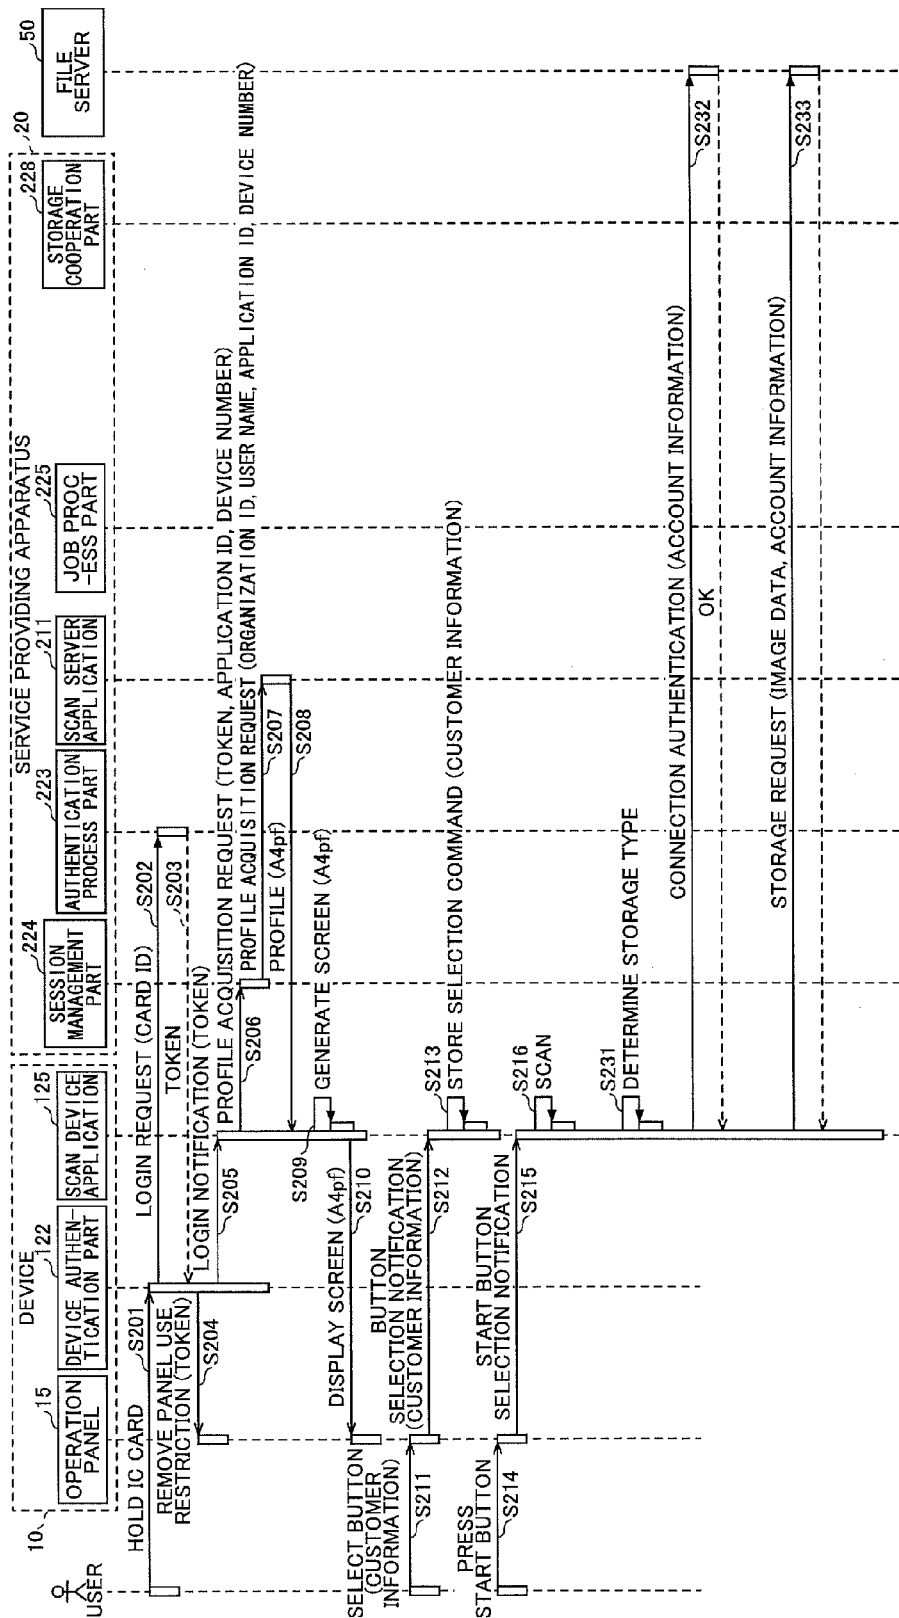 USER
10
DEVICE
OPERATION
PANEL
15
DEVICE AUTHEN-
TICATION PART
122
SCAN DEVICE
APPLICATION
125
SERVICE PROVIDING APPARATUS
20
SESSION
MANAGEMENT
PART
224
AUTHENTICATION
PROCESS PART
223
SCAN SERVER
APPLICATION
211
JOB PROC
-ESS PART
225
STORAGE
COOPERATION
PART
228
FILE
SERVER
50
HOLD IC CARD
S201
LOGIN REQUEST (CARD ID)
S202
TOKEN
S203
REMOVE PANEL USE
RESTRICTION (TOKEN)
S204
LOGIN NOTIFICATION (TOKEN)
S205
PROFILE ACQUISITION REQUEST (TOKEN, APPLICATION ID, DEVICE NUMBER)
S206
PROFILE ACQUISITION REQUEST (ORGANIZATION ID, USER NAME, APPLICATION ID, DEVICE NUMBER)
S207
PROFILE (A4pf)
S208
GENERATE SCREEN (A4pf)
S209
DISPLAY SCREEN (A4pf)
S210
SELECT BUTTON
(CUSTOMER
INFORMATION)
S211
BUTTON
SELECTION NOTIFICATION
(CUSTOMER INFORMATION)
S212
S213
STORE SELECTION COMMAND (CUSTOMER INFORMATION)
PRESS
START BUTTON
S214
START BUTTON
SELECTION NOTIFICATION
S215
S216
SCAN
S231
DETERMINE STORAGE TYPE
CONNECTION AUTHENTICATION (ACCOUNT INFORMATION)
S232
OK
STORAGE REQUEST (IMAGE DATA, ACCOUNT INFORMATION)
S233